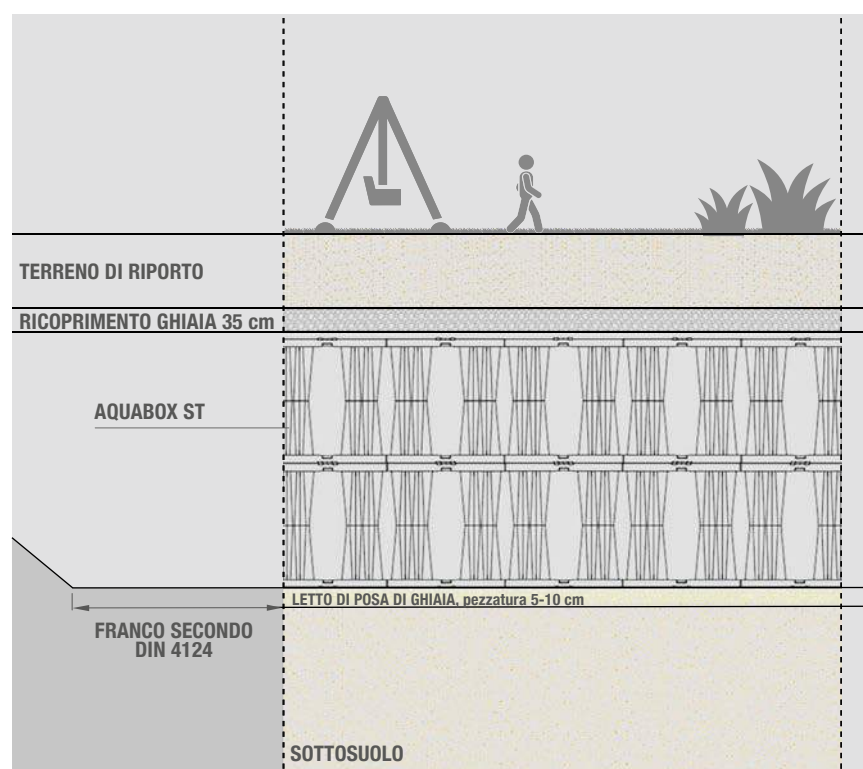 TERRENO DI RIPORTO
RICOPRIMENTO GHIAIA 35 cm
AQUABOX ST
LETTO DI POSA DI GHIAIA, pezzatura 5-10 cm
FRANCO SECONDO
DIN 4124
SOTTOSUOLO